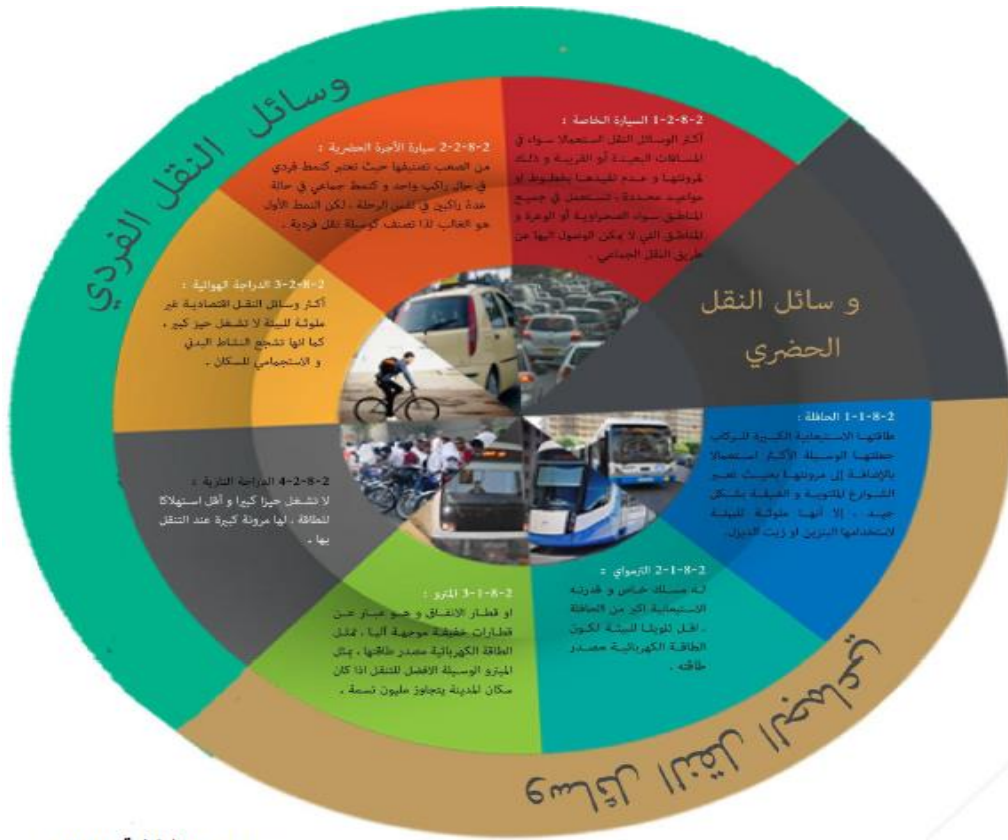 وسائل النقل الفردي
و سائل النقل
الحضري
2-8-2-1 السيارة الخاصة :
أكثر الوسائل النقل استعمالا سواء في
المسافات البعيدة أو القريبة و ذلك
لمرونتها و عدم تقيدها بخطوط او
مواعيد محددة ، تستعمل في جميع
المناطق سواء الصحراوية أو الوعرة و
المناطق التي لا يمكن الوصول اليها عن
طريق النقل الجماعي .
2-8-2-2 سيارة الأجرة الحضرية :
من الصعب تصنيفها حيث تعتبر كنمط فردي
في حال راكب واحد و كنمط جماعي في حالة
عدة راكبين في نفس الرحلة ، لكن النمط الأول
هو الغالب لذا تصنف كوسيلة نقل فردية .
2-8-2-3 الدراجة الهوائية :
أكثر وسائل النقل اقتصادية غير
ملوثة للبيئة لا تشغل حيز كبير ،
كما انها تشجع النشاط البدني
و الاستجمامي للسكان .
2-8-2-4 الدراجة النارية :
لا تشغل حيزا كبيرا و أقل استهلاكا
للطاقة ، لها مرونة كبيرة عند التنقل
بها .
2-8-1-1 الحافلة :
طاقتها الاستيعابية الكبيرة للركاب
جعلتها الوسيلة الأكثر استعمالا
بالإضافة إلى مرونتها بحيث تعبر
الشوارع الملتوية و الضيقة بشكل
جيد ، إلا أنها ملوثة للبيئة
لاستخدامها البنزين او زيت الديزل.
2-8-1-2 الترمواي :
له مسلك خاص و قدرته
الاستيعابية اكبر من الحافلة
، اقل تلويثا للبيئة لكون
الطاقة الكهربائية مصدر
طاقته .
2-8-1-3 المترو :
او قطار الانفاق و هو عبار عن
قطارات خفيفة موجهة آليا ، تمثل
الطاقة الكهربائية مصدر طاقتها ، يمثل
الميترو الوسيلة الافضل للتنقل اذا كان
سكان المدينة يتجاوز مليون نسمة .
وسائل النقل الجماعي